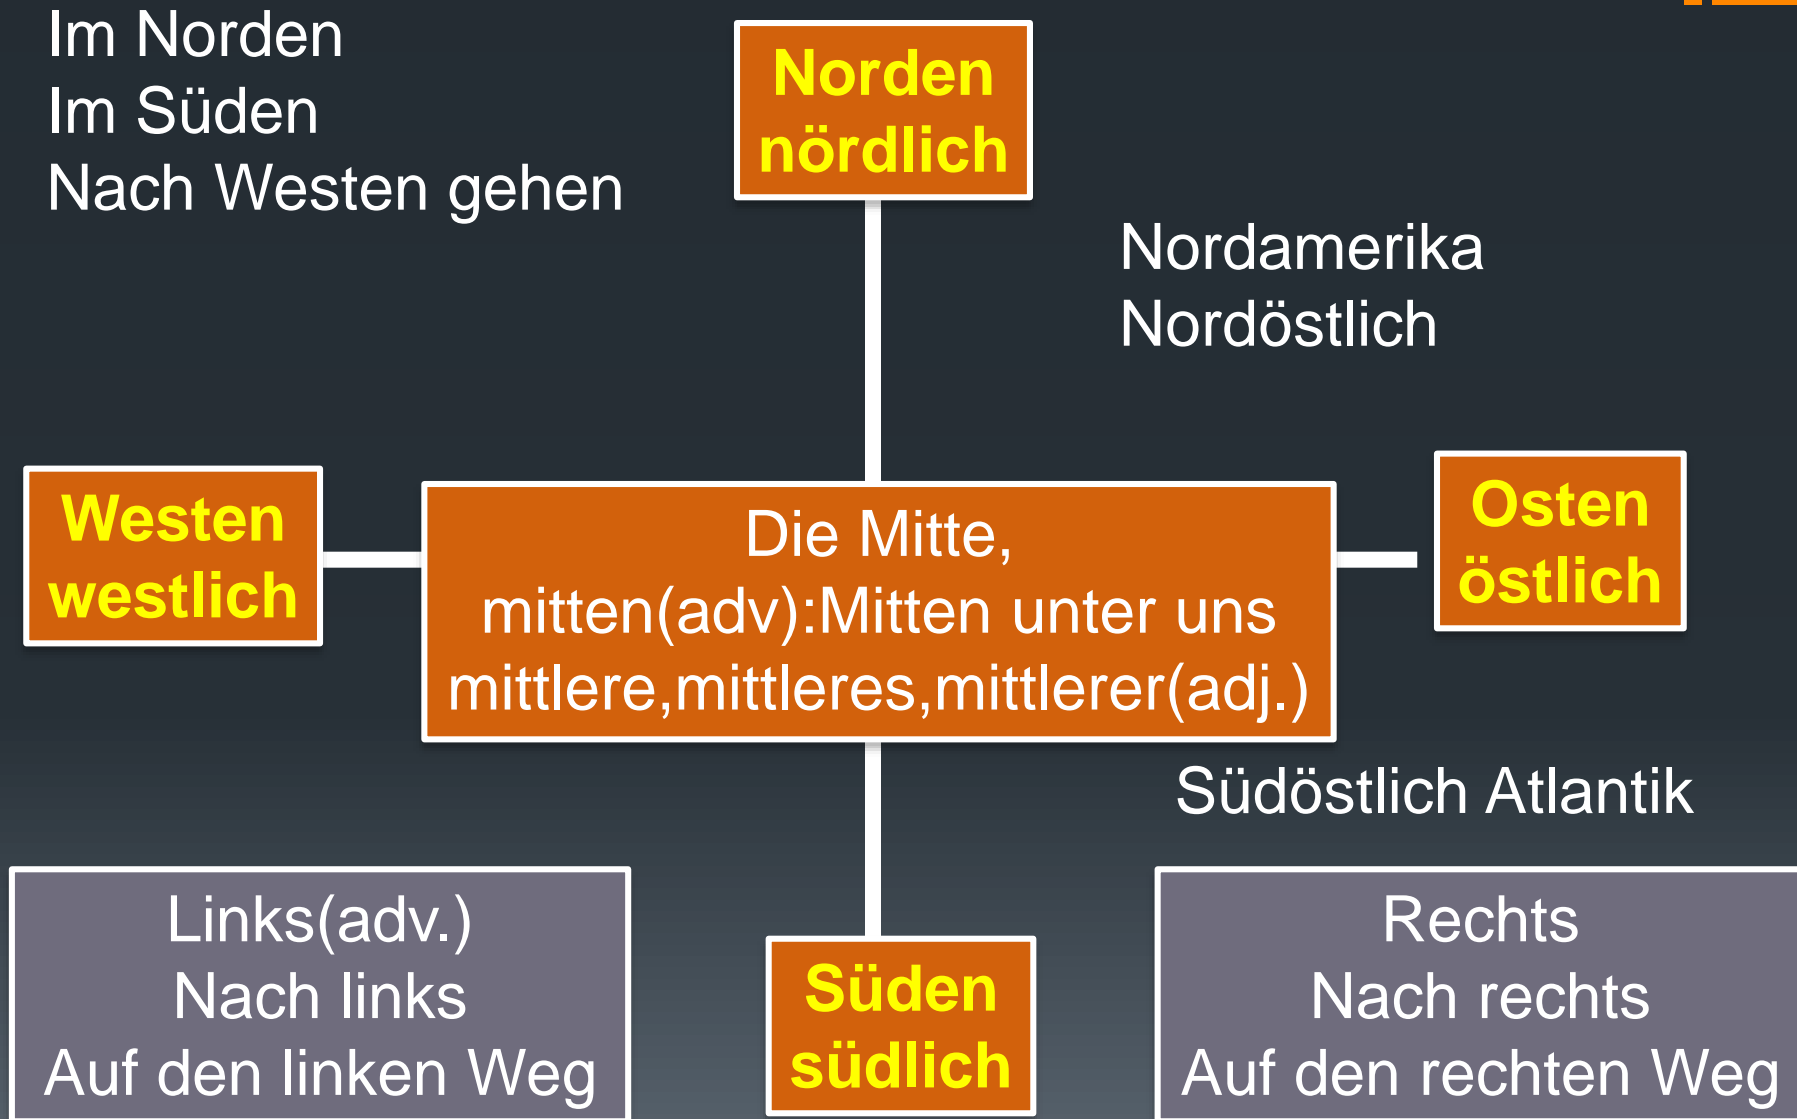 Im Norden
Im Süden
Nach Westen gehen
Norden
nördlich
Nordamerika
Nordöstlich
Westen
westlich
Die Mitte,
mitten(adv):Mitten unter uns
mittlere,mittleres,mittlerer(adj.)
Osten
östlich
Südöstlich Atlantik
Links(adv.)
Nach links
Auf den linken Weg
Süden
südlich
Rechts
Nach rechts
Auf den rechten Weg